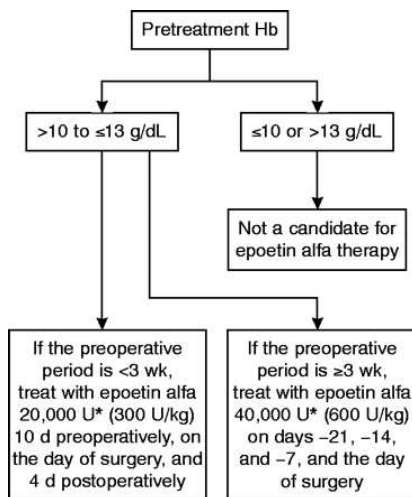 Pretreatment Hb
>10 to ≤13 g/dL
≤10 or >13 g/dL
Not a candidate for
epoetin alfa therapy
If the preoperative
period is <3 wk,
treat with epoetin alfa
20,000 U* (300 U/kg)
10 d preoperatively, on
the day of surgery, and
4 d postoperatively
If the preoperative
period is ≥3 wk,
treat with epoetin alfa
40,000 U* (600 U/kg)
on days −21, −14,
and −7, and the day
of surgery